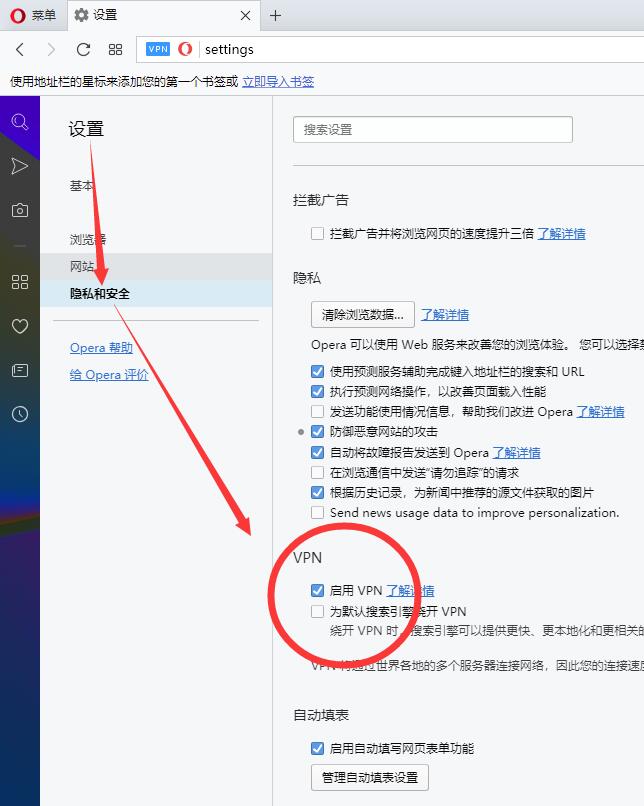 菜单
设置
VPN
settings
使用地址栏的星标来添加您的第一个书签或 立即导入书签
设置
基本
浏览器
网站
隐私和安全
Opera 帮助
给 Opera 评价
搜索设置
拦截广告
拦截广告并将浏览网页的速度提升三倍 了解详情
隐私
清除浏览数据... 了解详情
Opera 可以使用 Web 服务来改善您的浏览体验。 您可以选择
使用预测服务辅助完成键入地址栏的搜索和 URL
执行预测网络操作，以改善页面载入性能
发送功能使用情况信息，帮助我们改进 Opera 了解详情
防御恶意网站的攻击
自动将故障报告发送到 Opera 了解详情
在浏览通信中发送“请勿追踪”的请求
根据历史记录，为新闻中推荐的源文件获取的图片
Send news usage data to improve personalization.
VPN
启用 VPN 了解详情
为默认搜索引擎绕开 VPN
绕开 VPN 时，搜索引擎可以提供更快、更本地化和更相关的
VPN 将通过世界各地的多个服务器连接网络，因此您的连接速度
自动填表
启用自动填写网页表单功能
管理自动填表设置